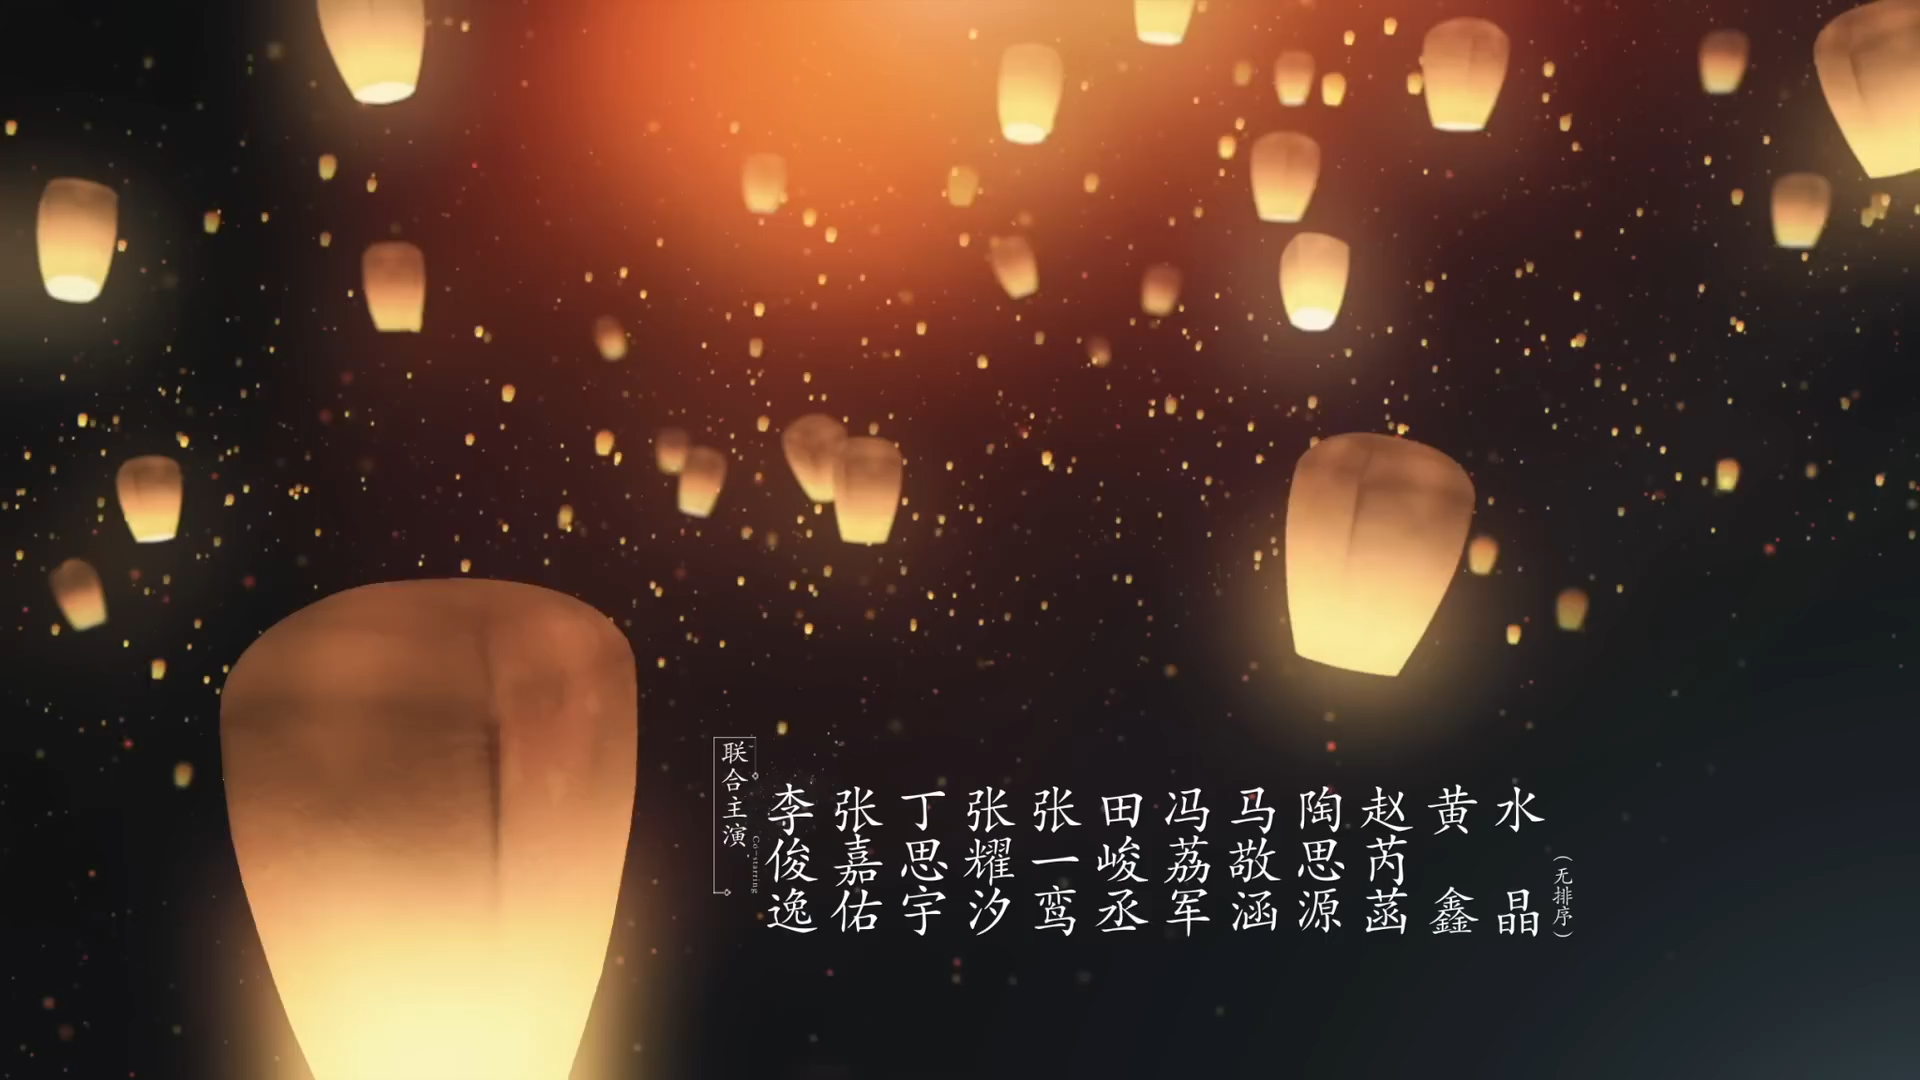 联合主演
Co-starring
李俊逸
张嘉佑
丁思宇
张耀汐
张一鸾
田峻丞
冯荔军
马敬涵
陶思源
赵芮菡
黄鑫
水晶
（无排序）